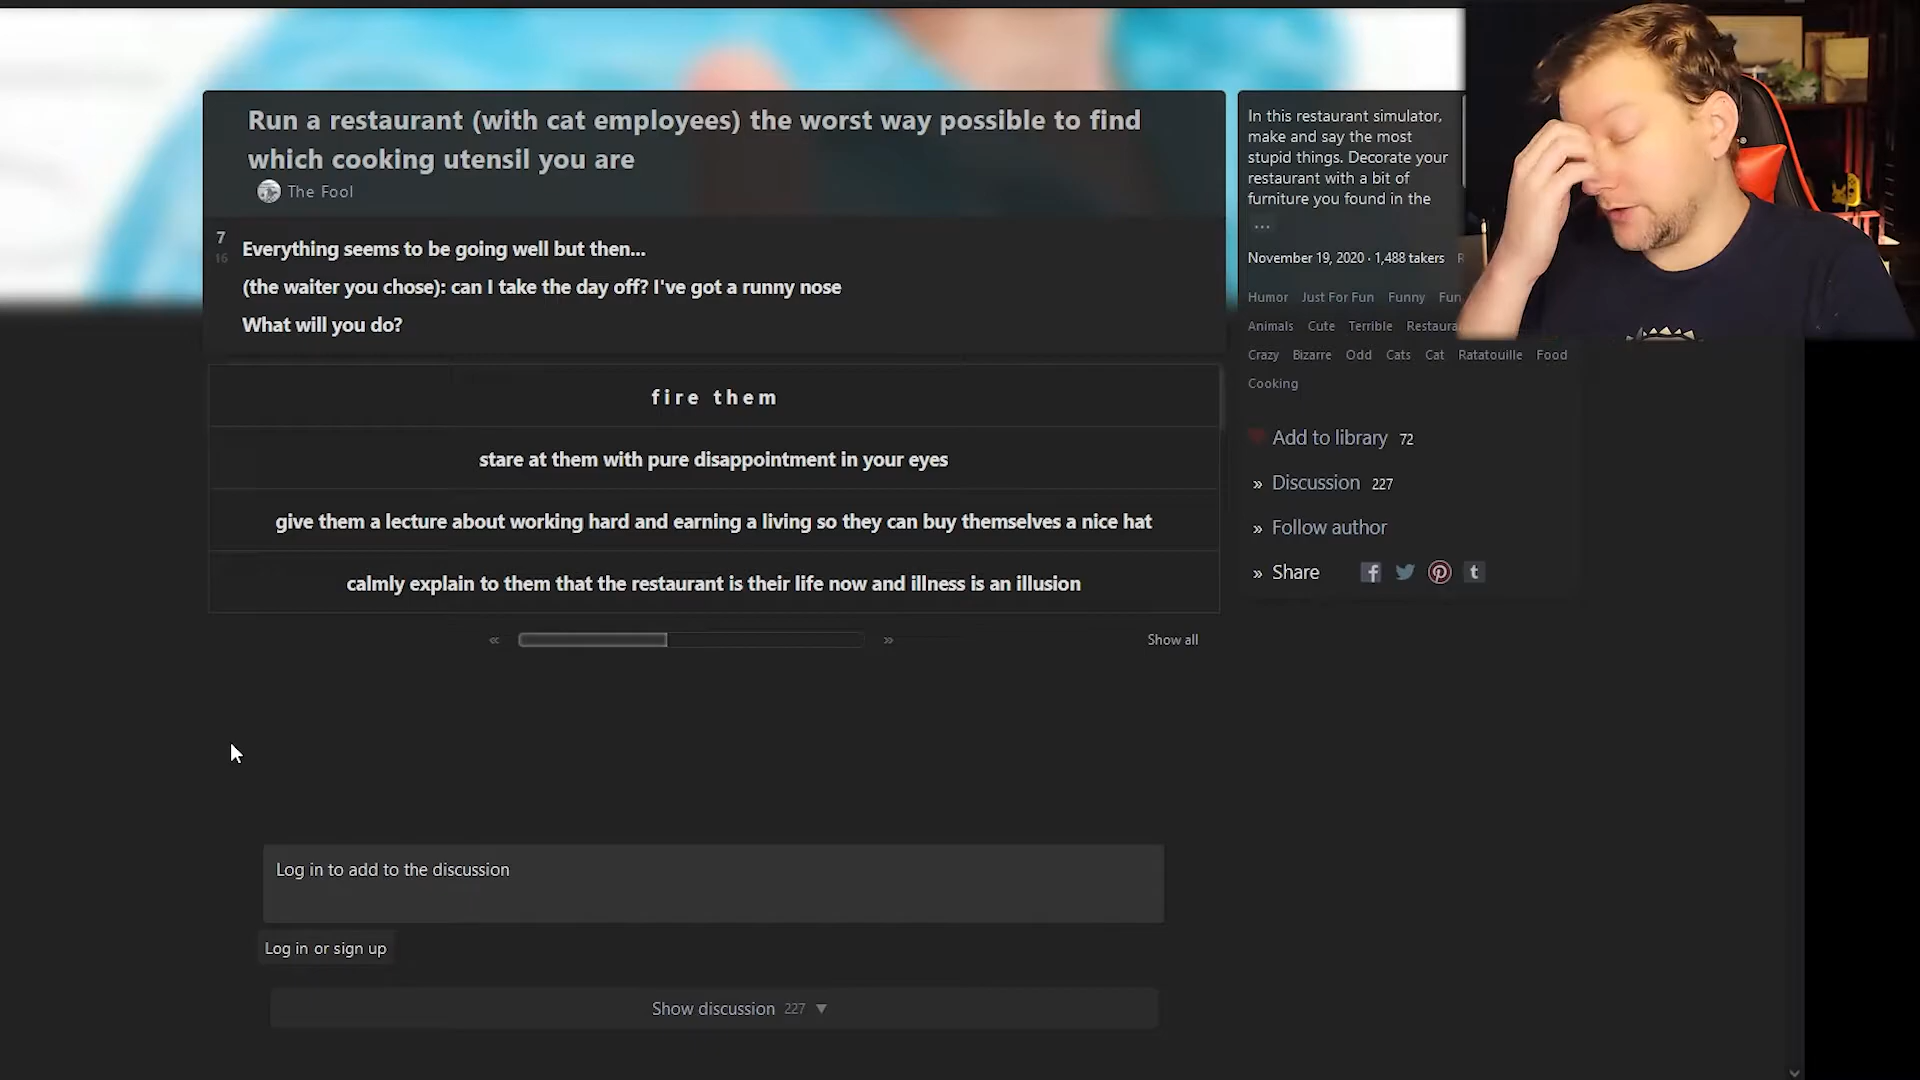 Run a restaurant (with cat employees) the worst way possible to find
which cooking utensil you are
The Fool
7
16
Everything seems to be going well but then...
(the waiter you chose): can I take the day off? I've got a runny nose
What will you do?
fire them
stare at them with pure disappointment in your eyes
give them a lecture about working hard and earning a living so they can buy themselves a nice hat
calmly explain to them that the restaurant is their life now and illness is an illusion
« » Show all
Log in to add to the discussion
Log in or sign up
Show discussion 227 ▼
In this restaurant simulator,
make and say the most
stupid things. Decorate your
restaurant with a bit of
furniture you found in the
...
November 19, 2020 · 1,488 takers
Humor Just For Fun Funny Fun
Animals Cute Terrible
Crazy Bizarre Odd Cats Cat Ratatouille Food
Cooking
Add to library 72
» Discussion 227
» Follow author
» Share f t